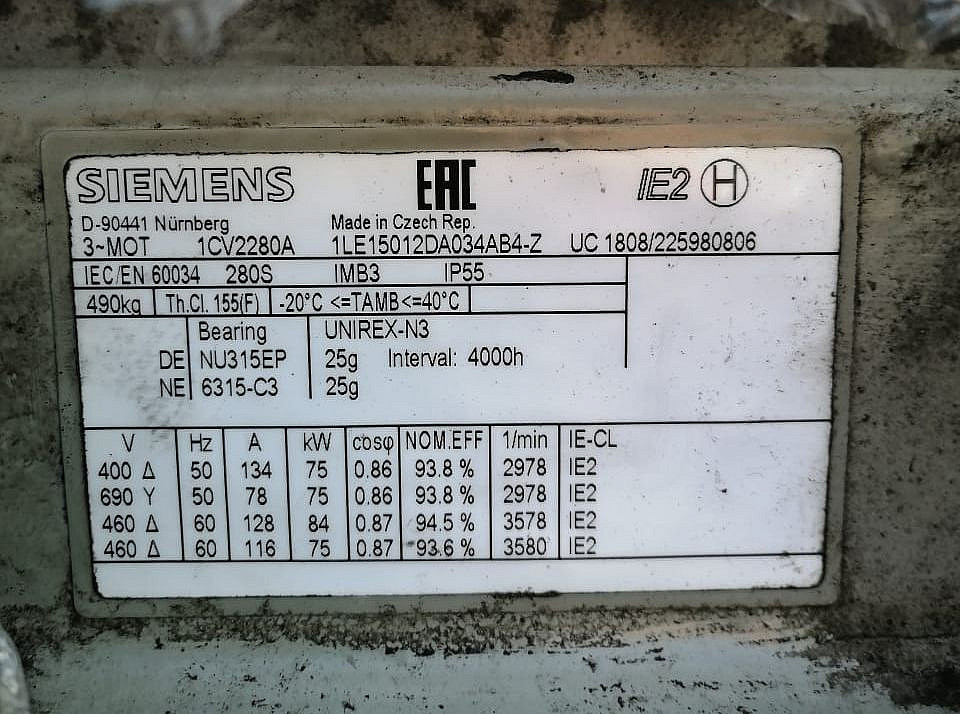 SIEMENS EAC IE2 H
D-90441 Nürnberg Made in Czech Rep.
3~MOT 1CV2280A 1LE15012DA034AB4-Z UC 1808/225980806
IEC/EN 60034 280S IMB3 IP55
490kg Th.Cl. 155(F) -20°C <=TAMB<=40°C
Bearing UNIREX-N3
DE NU315EP 25g Interval: 4000h
NE 6315-C3 25g
V Hz A kW cosφ NOM.EFF 1/min IE-CL
400 Δ 50 134 75 0.86 93.8 % 2978 IE2
690 Y 50 78 75 0.86 93.8 % 2978 IE2
460 Δ 60 128 84 0.87 94.5 % 3578 IE2
460 Δ 60 116 75 0.87 93.6 % 3580 IE2